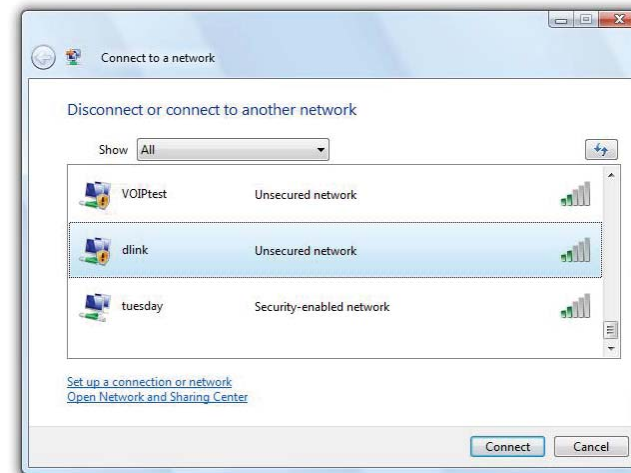 Connect to a network
Disconnect or connect to another network
Show All
VOIPtest Unsecured network
dlink Unsecured network
tuesday Security-enabled network
Set up a connection or network
Open Network and Sharing Center
Connect Cancel